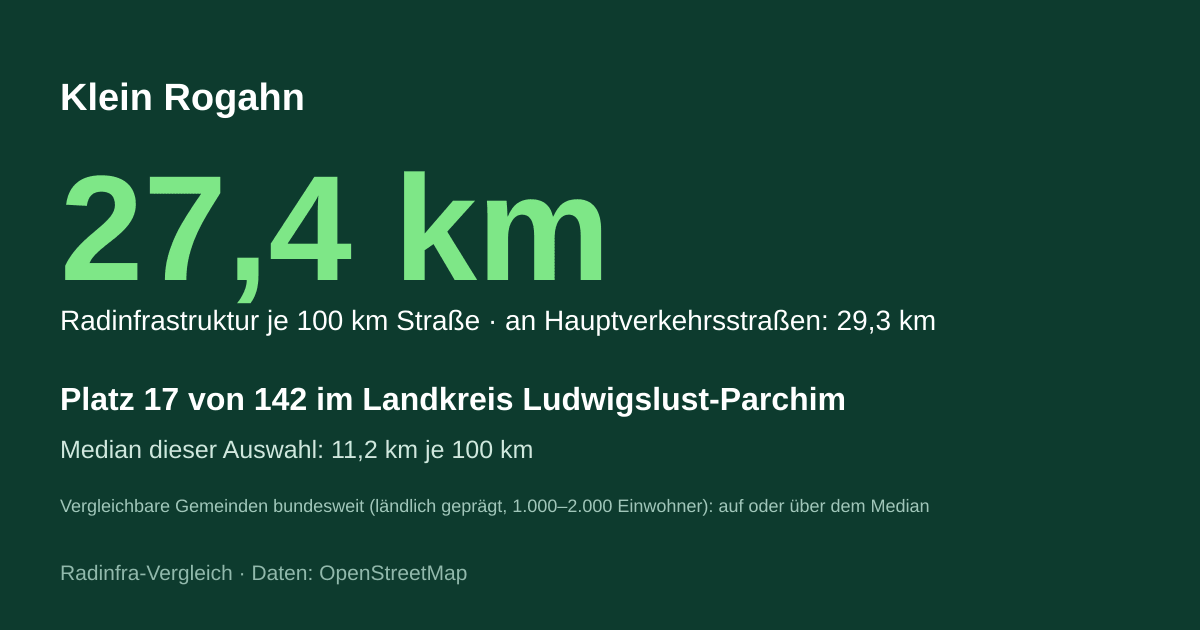 Klein Rogahn
27,4 km
Radinfrastruktur je 100 km Straße · an Hauptverkehrsstraßen: 29,3 km
Platz 17 von 142 im Landkreis Ludwigslust-Parchim
Median dieser Auswahl: 11,2 km je 100 km
Vergleichbare Gemeinden bundesweit (ländlich geprägt, 1.000–2.000 Einwohner): auf oder über dem Median
Radinfra-Vergleich · Daten: OpenStreetMap